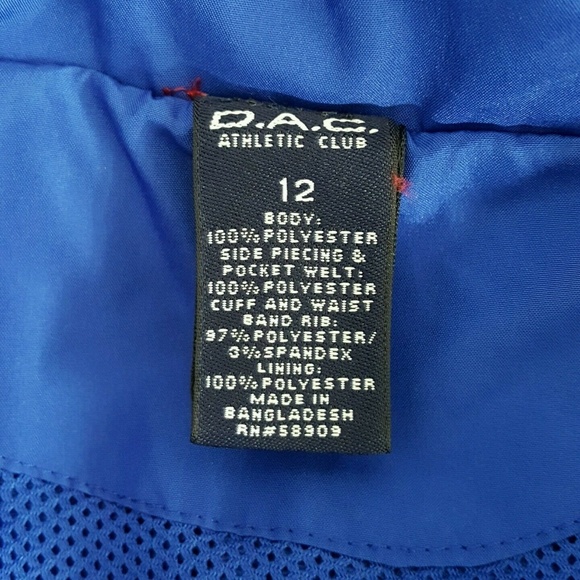 D.A.C.
ATHLETIC CLUB
12
BODY:
100% POLYESTER
SIDE PIECING &
POCKET WELT:
100% POLYESTER
CUFF AND WAIST
BAND RIB:
97% POLYESTER/
3% SPANDEX
LINING:
100% POLYESTER
MADE IN
BANGLADESH
RN#58909